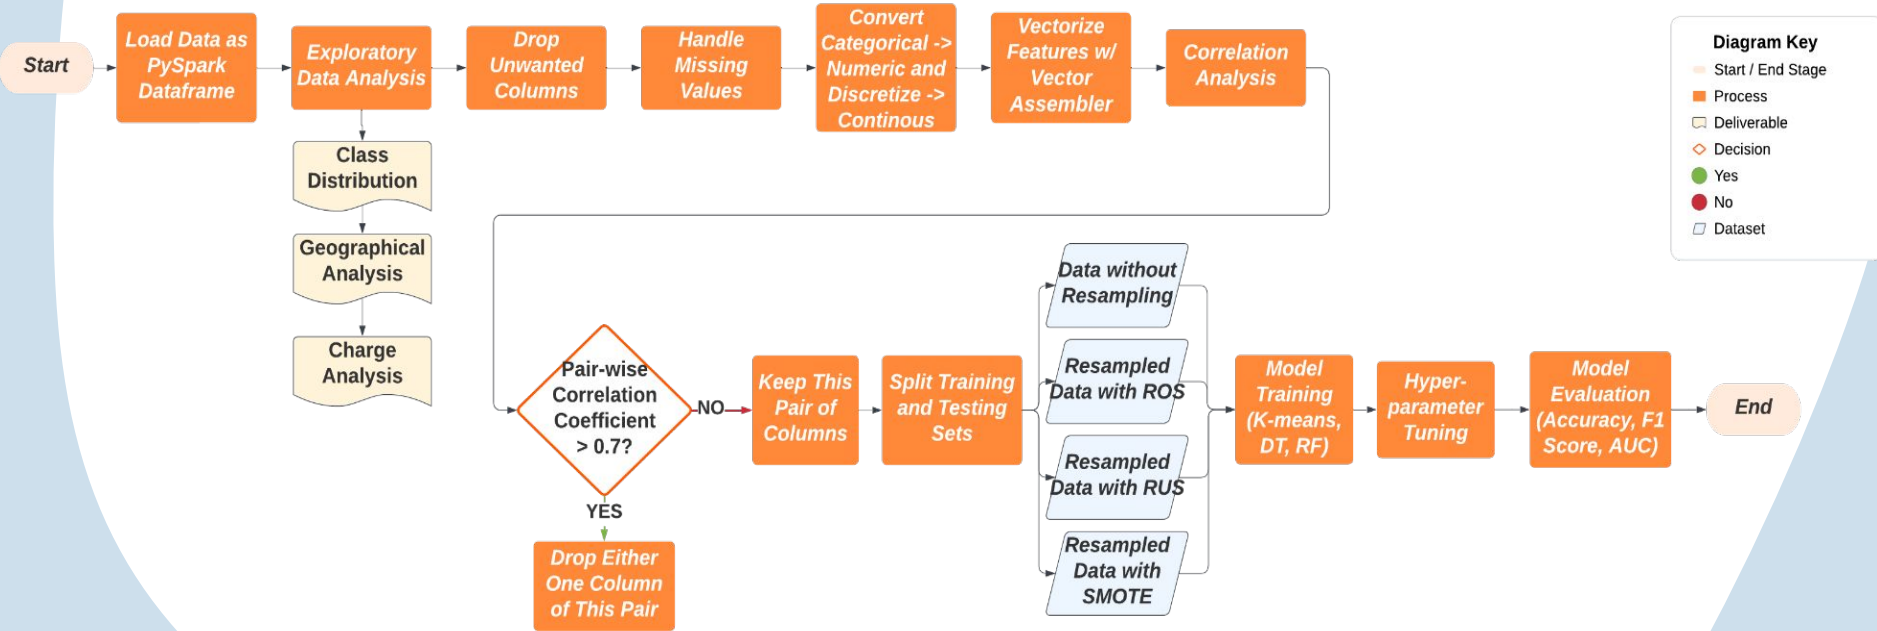 Start
Load Data as
PySpark
Dataframe
Exploratory
Data Analysis
Drop
Unwanted
Columns
Handle
Missing
Values
Convert
Categorical ->
Numeric and
Discretize ->
Continous
Vectorize
Features w/
Vector
Assembler
Correlation
Analysis
Diagram Key
Start / End Stage
Process
Deliverable
Decision
Yes
No
Dataset
Class
Distribution
Geographical
Analysis
Charge
Analysis
Pair-wise
Correlation
Coefficient
> 0.7?
NO
YES
Drop Either
One Column
of This Pair
Keep This
Pair of
Columns
Split Training
and Testing
Sets
Data without
Resampling
Resampled
Data with ROS
Resampled
Data with RUS
Resampled
Data with
SMOTE
Model
Training
(K-means,
DT, RF)
Hyper-
parameter
Tuning
Model
Evaluation
(Accuracy, F1
Score, AUC)
End